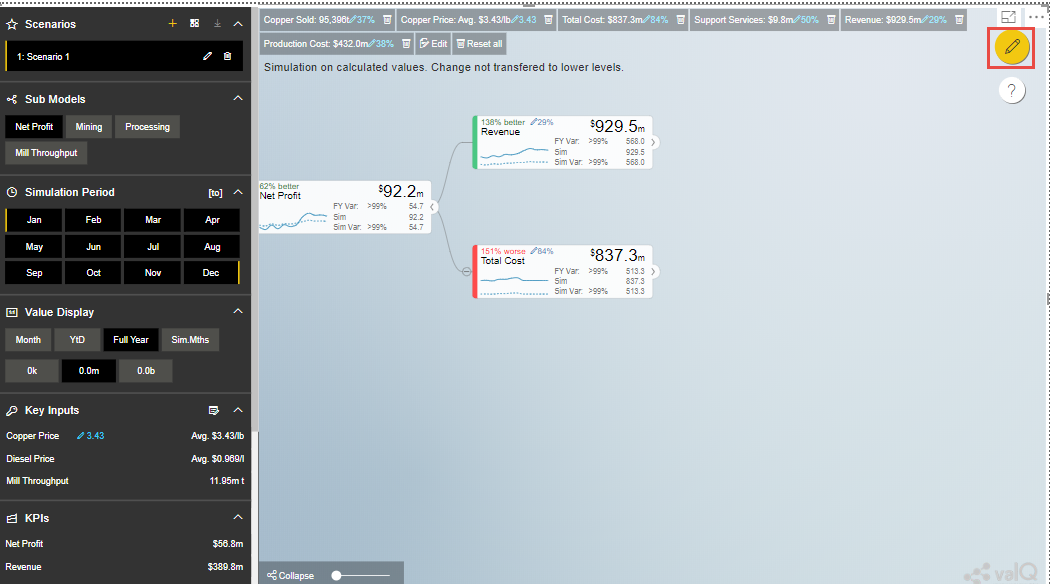 Scenarios
1: Scenario 1
Sub Models
Net Profit Mining Processing
Mill Throughput
Simulation Period [to]
Jan Feb Mar Apr
May Jun Jul Aug
Sep Oct Nov Dec
Value Display
Month YtD Full Year Sim.Mths
0k 0.0m 0.0b
Key Inputs
Copper Price 3.43 Avg. $3.43/lb
Diesel Price Avg. $0.969/l
Mill Throughput 11.95m t
KPIs
Net Profit $56.8m
Revenue $389.8m
Copper Sold: 95,396t 37% Copper Price: Avg. $3.43/lb 3.43 Total Cost: $837.3m 84% Support Services: $9.8m 50% Revenue: $929.5m 29%
Production Cost: $432.0m 38% Edit Reset all
Simulation on calculated values. Change not transfered to lower levels.
?
138% better 29%
Revenue $929.5m
FY Var: >99% 568.0
Sim 929.5
Sim Var: >99% 568.0
62% better
Net Profit $92.2m
FY Var: >99% 54.7
Sim 92.2
Sim Var: >99% 54.7
151% worse 84%
Total Cost $837.3m
FY Var: >99% 513.3
Sim 837.3
Sim Var: >99% 513.3
Collapse
valQ